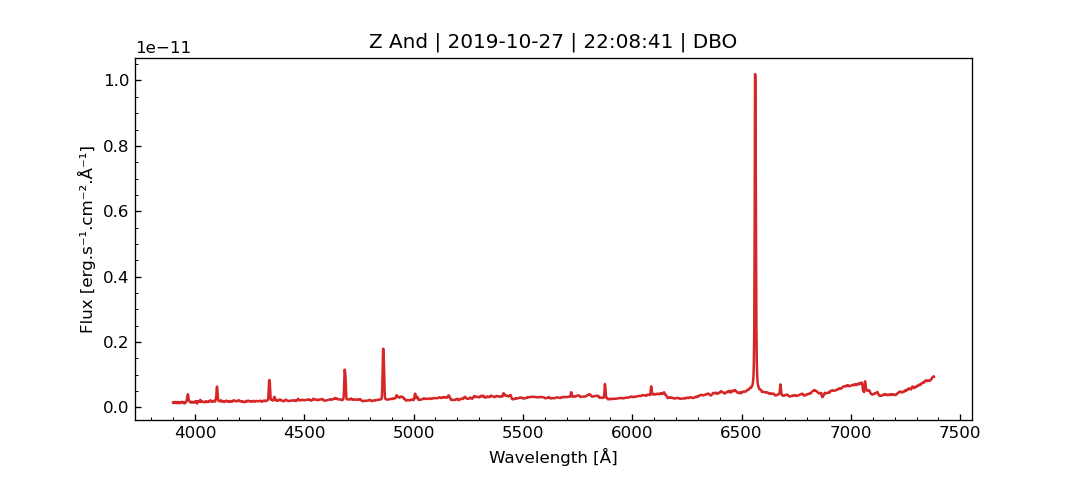 Z And | 2019-10-27 | 22:08:41 | DBO
1e−11
1.0
0.8
0.6
0.4
0.2
0.0
Flux [erg.s⁻¹.cm⁻².Å⁻¹]
4000 4500 5000 5500 6000 6500 7000 7500
Wavelength [Å]